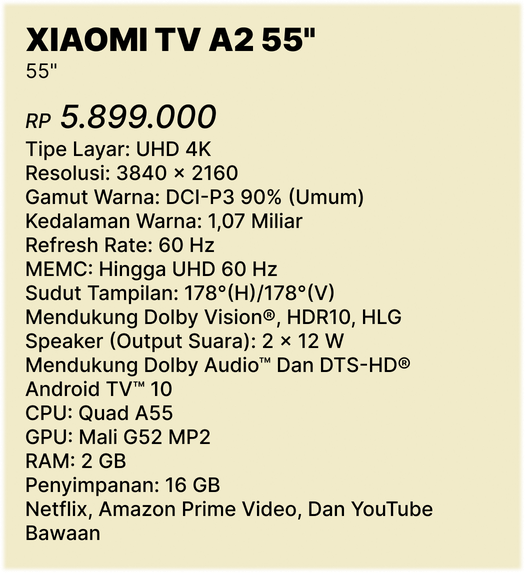 XIAOMI TV A2 55"
55"
RP 5.899.000
Tipe Layar: UHD 4K
Resolusi: 3840 × 2160
Gamut Warna: DCI-P3 90% (Umum)
Kedalaman Warna: 1,07 Miliar
Refresh Rate: 60 Hz
MEMC: Hingga UHD 60 Hz
Sudut Tampilan: 178°(H)/178°(V)
Mendukung Dolby Vision®, HDR10, HLG
Speaker (Output Suara): 2 × 12 W
Mendukung Dolby Audio™ Dan DTS-HD®
Android TV™ 10
CPU: Quad A55
GPU: Mali G52 MP2
RAM: 2 GB
Penyimpanan: 16 GB
Netflix, Amazon Prime Video, Dan YouTube
Bawaan